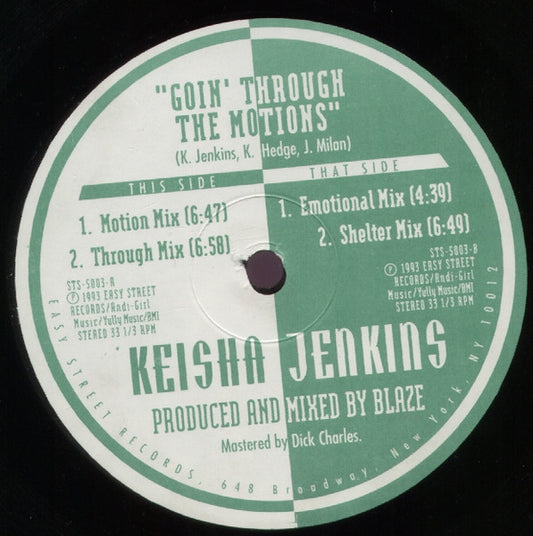 "GOIN' THROUGH
THE MOTIONS"
(K. Jenkins, K. Hedge, J. Milan)
THIS SIDE
1. Motion Mix (6:47)
2. Through Mix (6:58)
STS-5003-A
℗ 1993 EASY STREET
RECORDS/Andi-Girl
Music/Yully Music/BMI
STEREO 33 1/3 RPM
THAT SIDE
1. Emotional Mix (4:39)
2. Shelter Mix (6:49)
STS-5003-B
℗ 1993 EASY STREET
RECORDS/Andi-Girl
Music/Yully Music/BMI
STEREO 33 1/3 RPM
KEISHA JENKINS
PRODUCED AND MIXED BY BLAZE
Mastered by Dick Charles.
EASY STREET RECORDS, 648 Broadway, New York, NY 10012